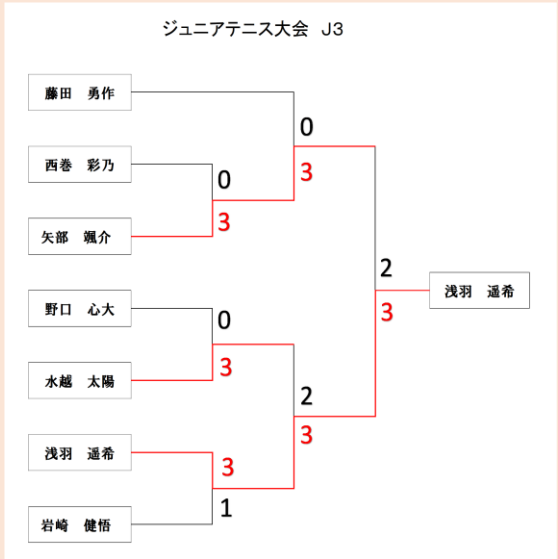 ジュニアテニス大会 J3
藤田 勇作
0
西巻 彩乃
0
3
3
矢部 颯介
2
浅羽 遥希
野口 心大
0
3
3
水越 太陽
2
浅羽 遥希
3
3
岩崎 健悟
1